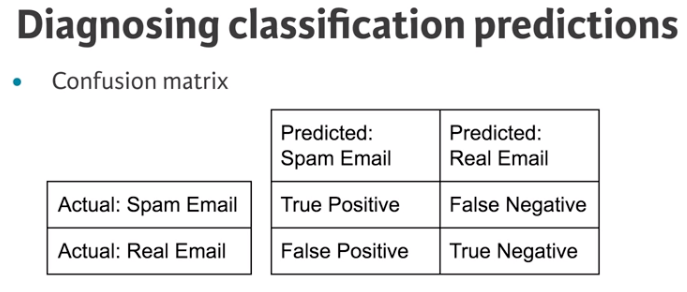 Diagnosing classification predictions
• Confusion matrix
Predicted: Predicted:
Spam Email Real Email
Actual: Spam Email True Positive False Negative
Actual: Real Email False Positive True Negative